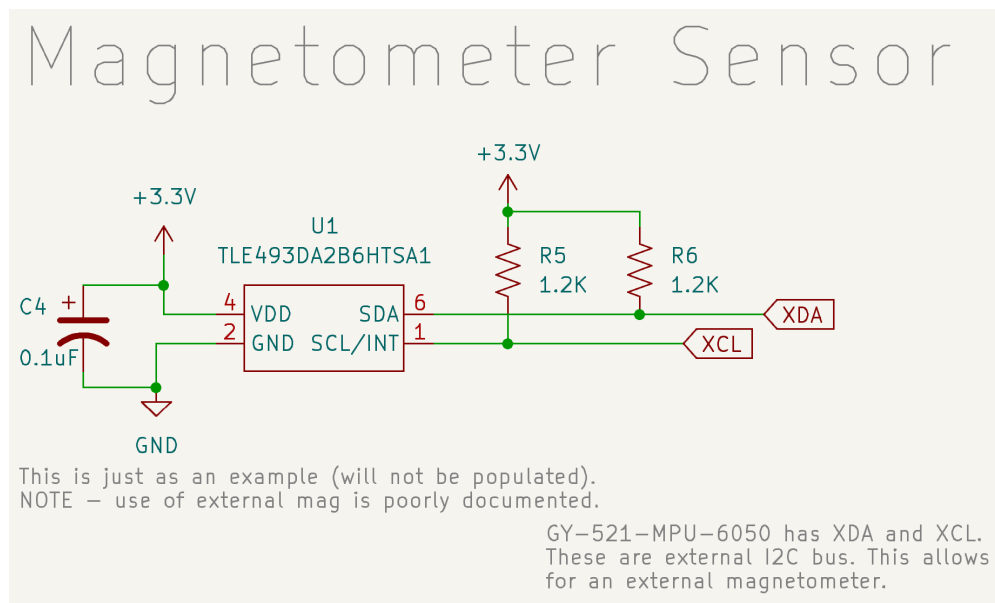 Magnetometer Sensor
+3.3V
+3.3V
U1
TLE493DA2B6HTSA1
R5
1.2K
R6
1.2K
C4
+
0.1uF
4
VDD
SDA
6
2
GND
SCL/INT
1
XDA
XCL
GND
This is just as an example (will not be populated).
NOTE – use of external mag is poorly documented.
GY-521-MPU-6050 has XDA and XCL.
These are external I2C bus. This allows
for an external magnetometer.